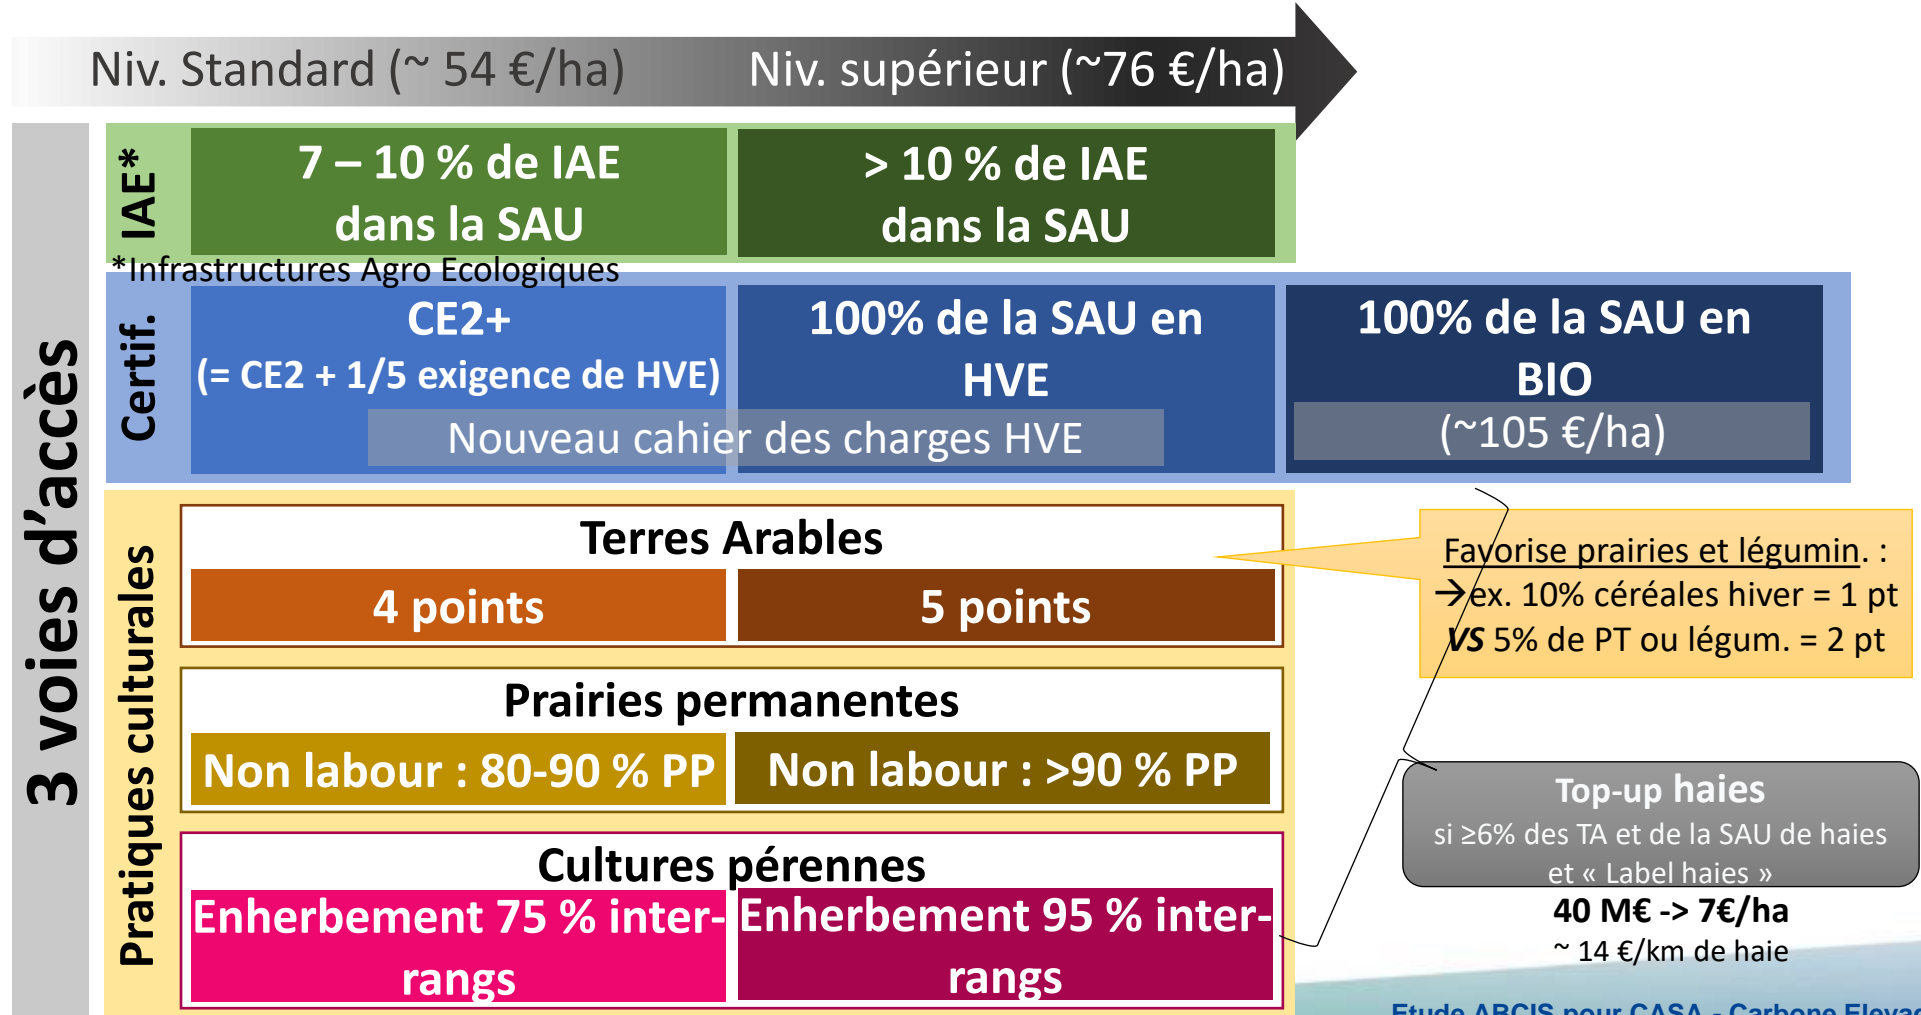 Niv. Standard (~ 54 €/ha)
Niv. supérieur (~76 €/ha)
3 voies d'accès
IAE*
7 – 10 % de IAE
dans la SAU
> 10 % de IAE
dans la SAU
*Infrastructures Agro Ecologiques
Certif.
CE2+
(= CE2 + 1/5 exigence de HVE)
100% de la SAU en
HVE
Nouveau cahier des charges HVE
100% de la SAU en
BIO
(~105 €/ha)
Pratiques culturales
Terres Arables
4 points
5 points
Favorise prairies et légumin. :
→ex. 10% céréales hiver = 1 pt
VS 5% de PT ou légum. = 2 pt
Prairies permanentes
Non labour : 80-90 % PP
Non labour : >90 % PP
Cultures pérennes
Enherbement 75 % inter-
rangs
Enherbement 95 % inter-
rangs
Top-up haies
si ≥6% des TA et de la SAU de haies
et « Label haies »
40 M€ -> 7€/ha
~ 14 €/km de haie
Etude ABCIS pour CASA - Carbone